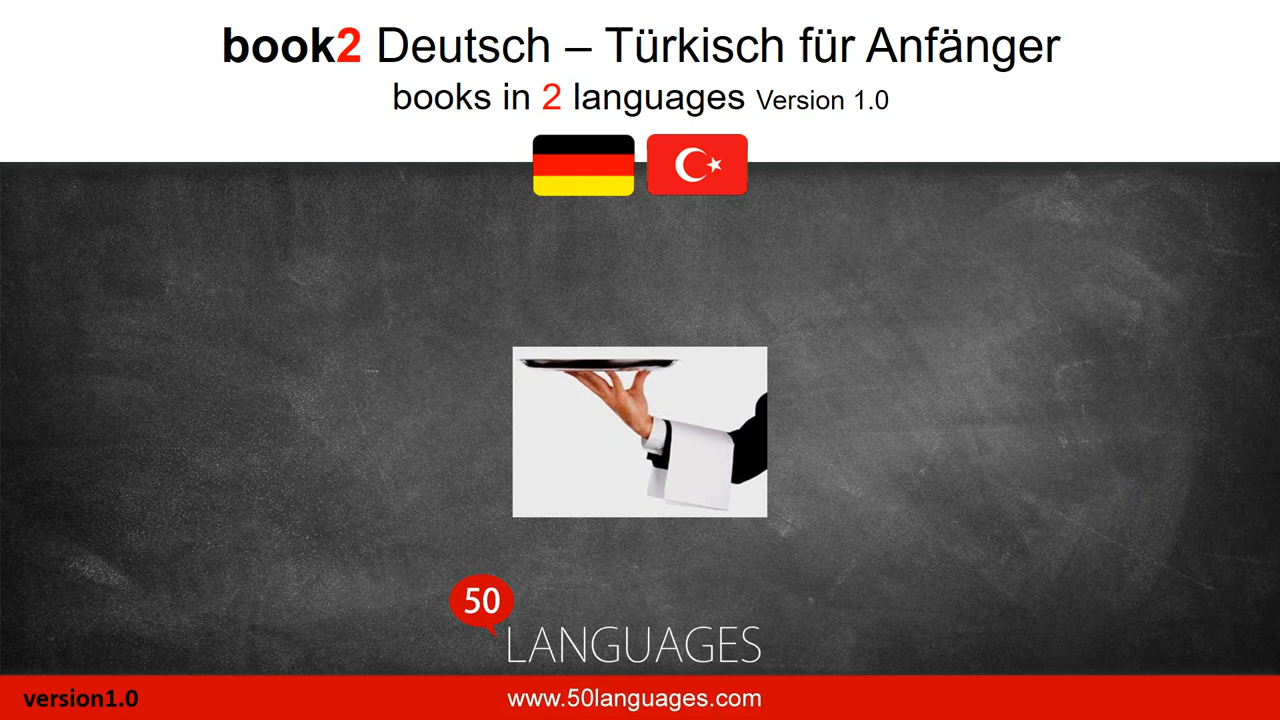 book2 Deutsch – Türkisch für Anfänger
books in 2 languages Version 1.0
50
LANGUAGES
version1.0
www.50languages.com